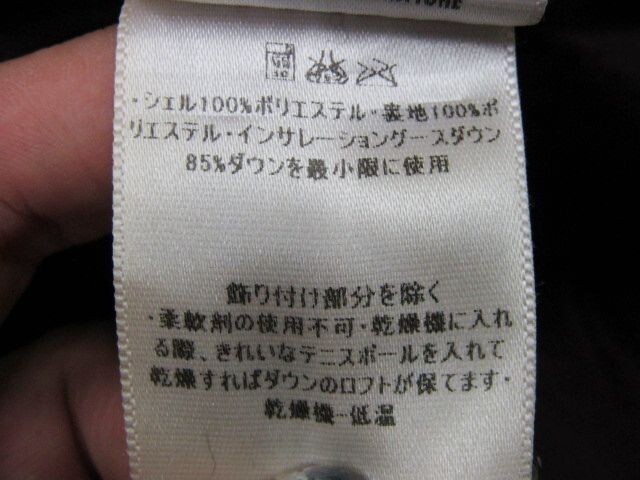 ・シェル100%ポリエステル・裏地100%ポ
リエステル・インサレーショングースダウン
85%ダウンを最小限に使用
飾り付け部分を除く
・柔軟剤の使用不可・乾燥機に入れ
る際、きれいなテニスボールを入れて
乾燥すればダウンのロフトが保てます・
乾燥機-低温